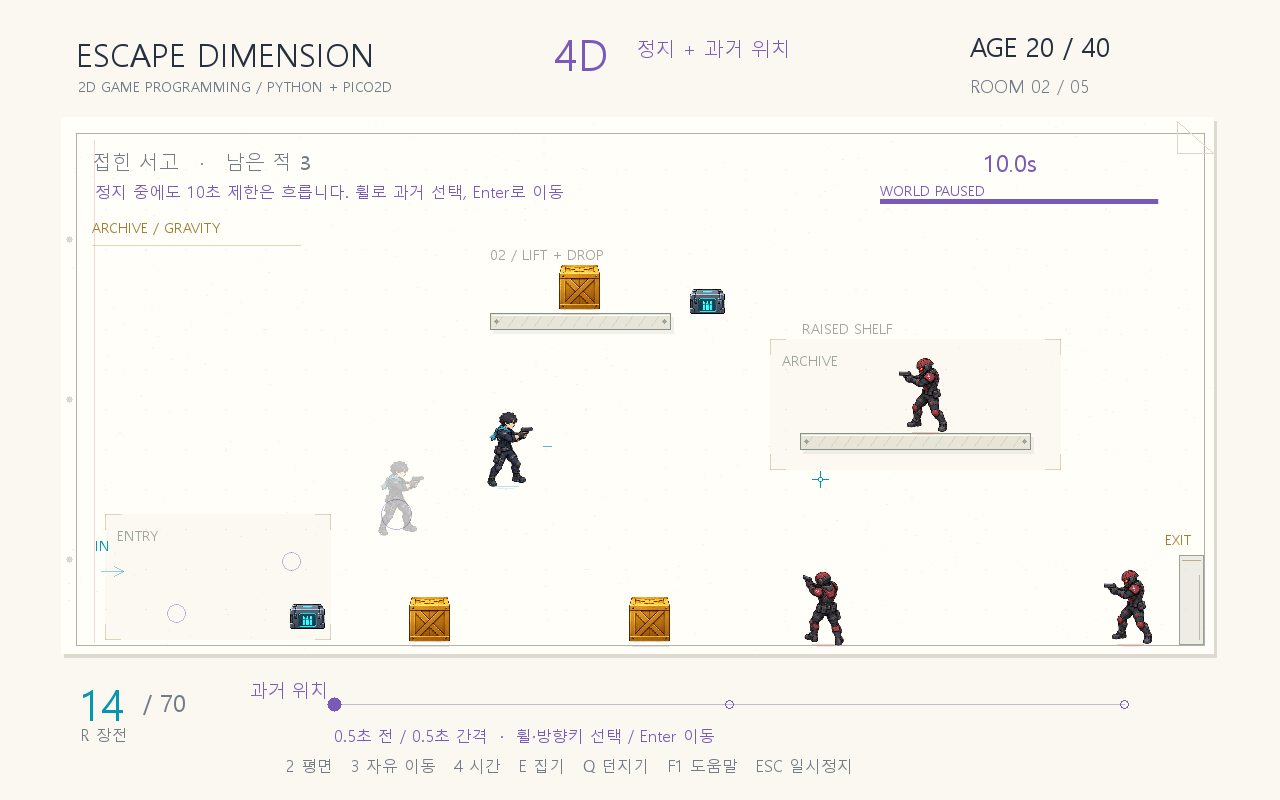 ESCAPE DIMENSION
2D GAME PROGRAMMING / PYTHON + PICO2D
4D 정지 + 과거 위치
AGE 20 / 40
ROOM 02 / 05
접힌 서고 · 남은 적 3
정지 중에도 10초 제한은 흐릅니다. 휠로 과거 선택, Enter로 이동
10.0s
WORLD PAUSED
ARCHIVE / GRAVITY
02 / LIFT + DROP
RAISED SHELF
ARCHIVE
ENTRY
IN
EXIT
14 / 70
R 장전
과거 위치
0.5초 전 / 0.5초 간격 · 휠·방향키 선택 / Enter 이동
2 평면 3 자유 이동 4 시간 E 집기 Q 던지기 F1 도움말 ESC 일시정지